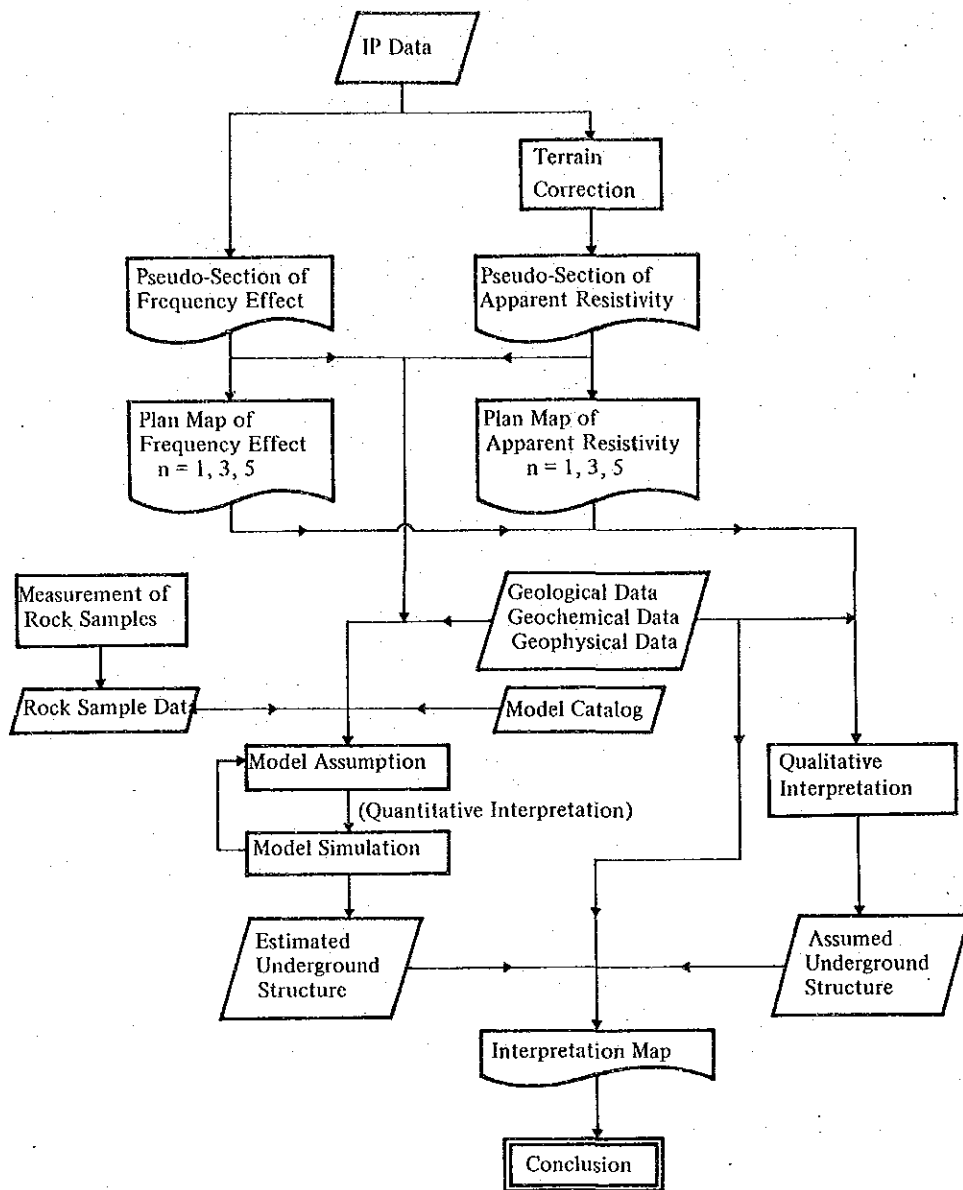 IP Data
Terrain
Correction
Pseudo-Section of
Frequency Effect
Pseudo-Section of
Apparent Resistivity
Plan Map of
Frequency Effect
n = 1, 3, 5
Plan Map of
Apparent Resistivity
n = 1, 3, 5
Measurement of
Rock Samples
Geological Data
Geochemical Data
Geophysical Data
Rock Sample Data
Model Catalog
Model Assumption
Qualitative
Interpretation
(Quantitative Interpretation)
Model Simulation
Estimated
Underground
Structure
Assumed
Underground
Structure
Interpretation Map
Conclusion